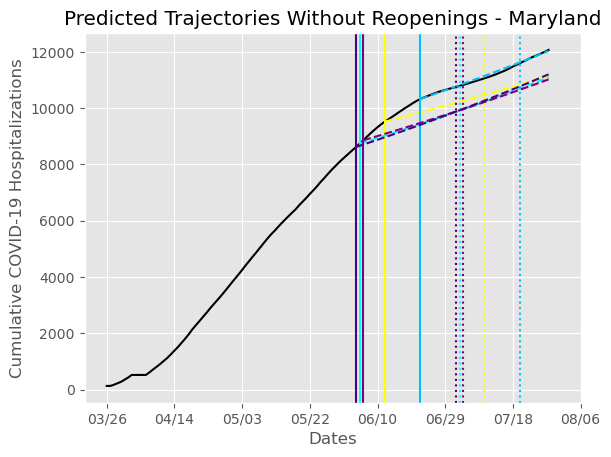 Predicted Trajectories Without Reopenings - Maryland
Cumulative COVID-19 Hospitalizations
12000
10000
8000
6000
4000
2000
0
03/26 04/14 05/03 05/22 06/10 06/29 07/18 08/06
Dates